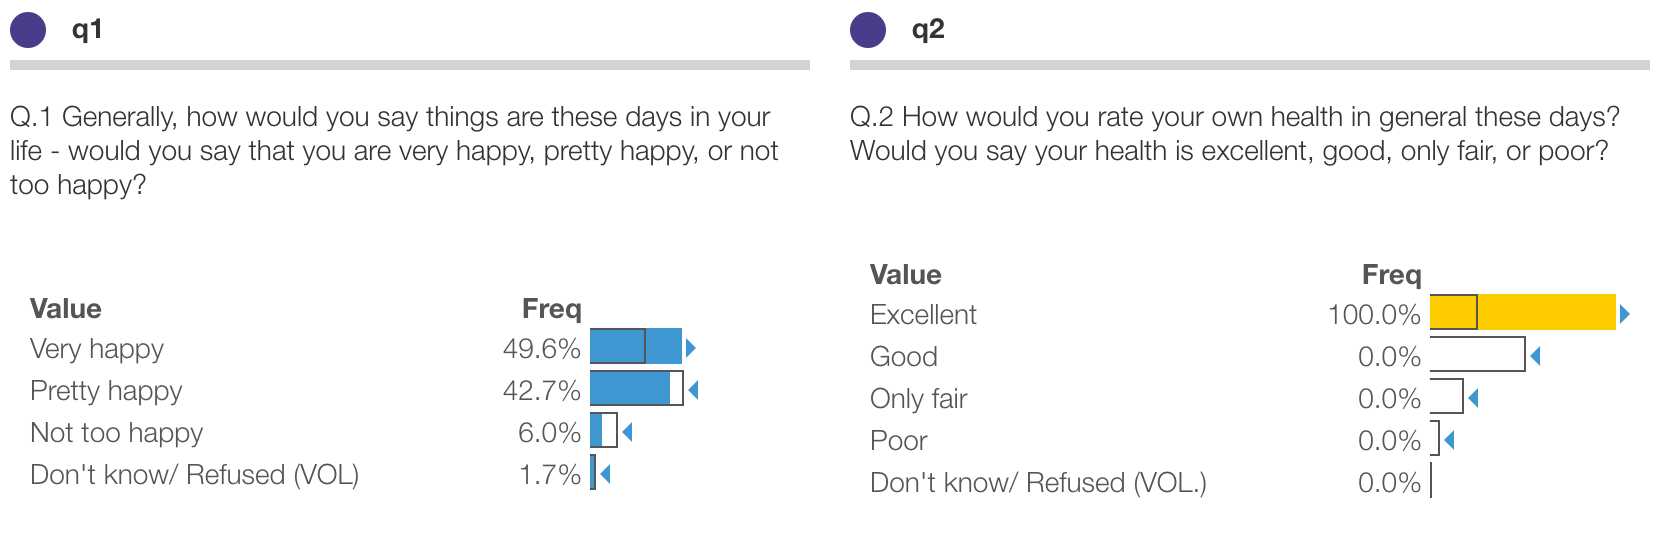 q1
Q.1 Generally, how would you say things are these days in your
life - would you say that you are very happy, pretty happy, or not
too happy?
Value Freq
Very happy 49.6%
Pretty happy 42.7%
Not too happy 6.0%
Don't know/ Refused (VOL) 1.7%
q2
Q.2 How would you rate your own health in general these days?
Would you say your health is excellent, good, only fair, or poor?
Value Freq
Excellent 100.0%
Good 0.0%
Only fair 0.0%
Poor 0.0%
Don't know/ Refused (VOL.) 0.0%